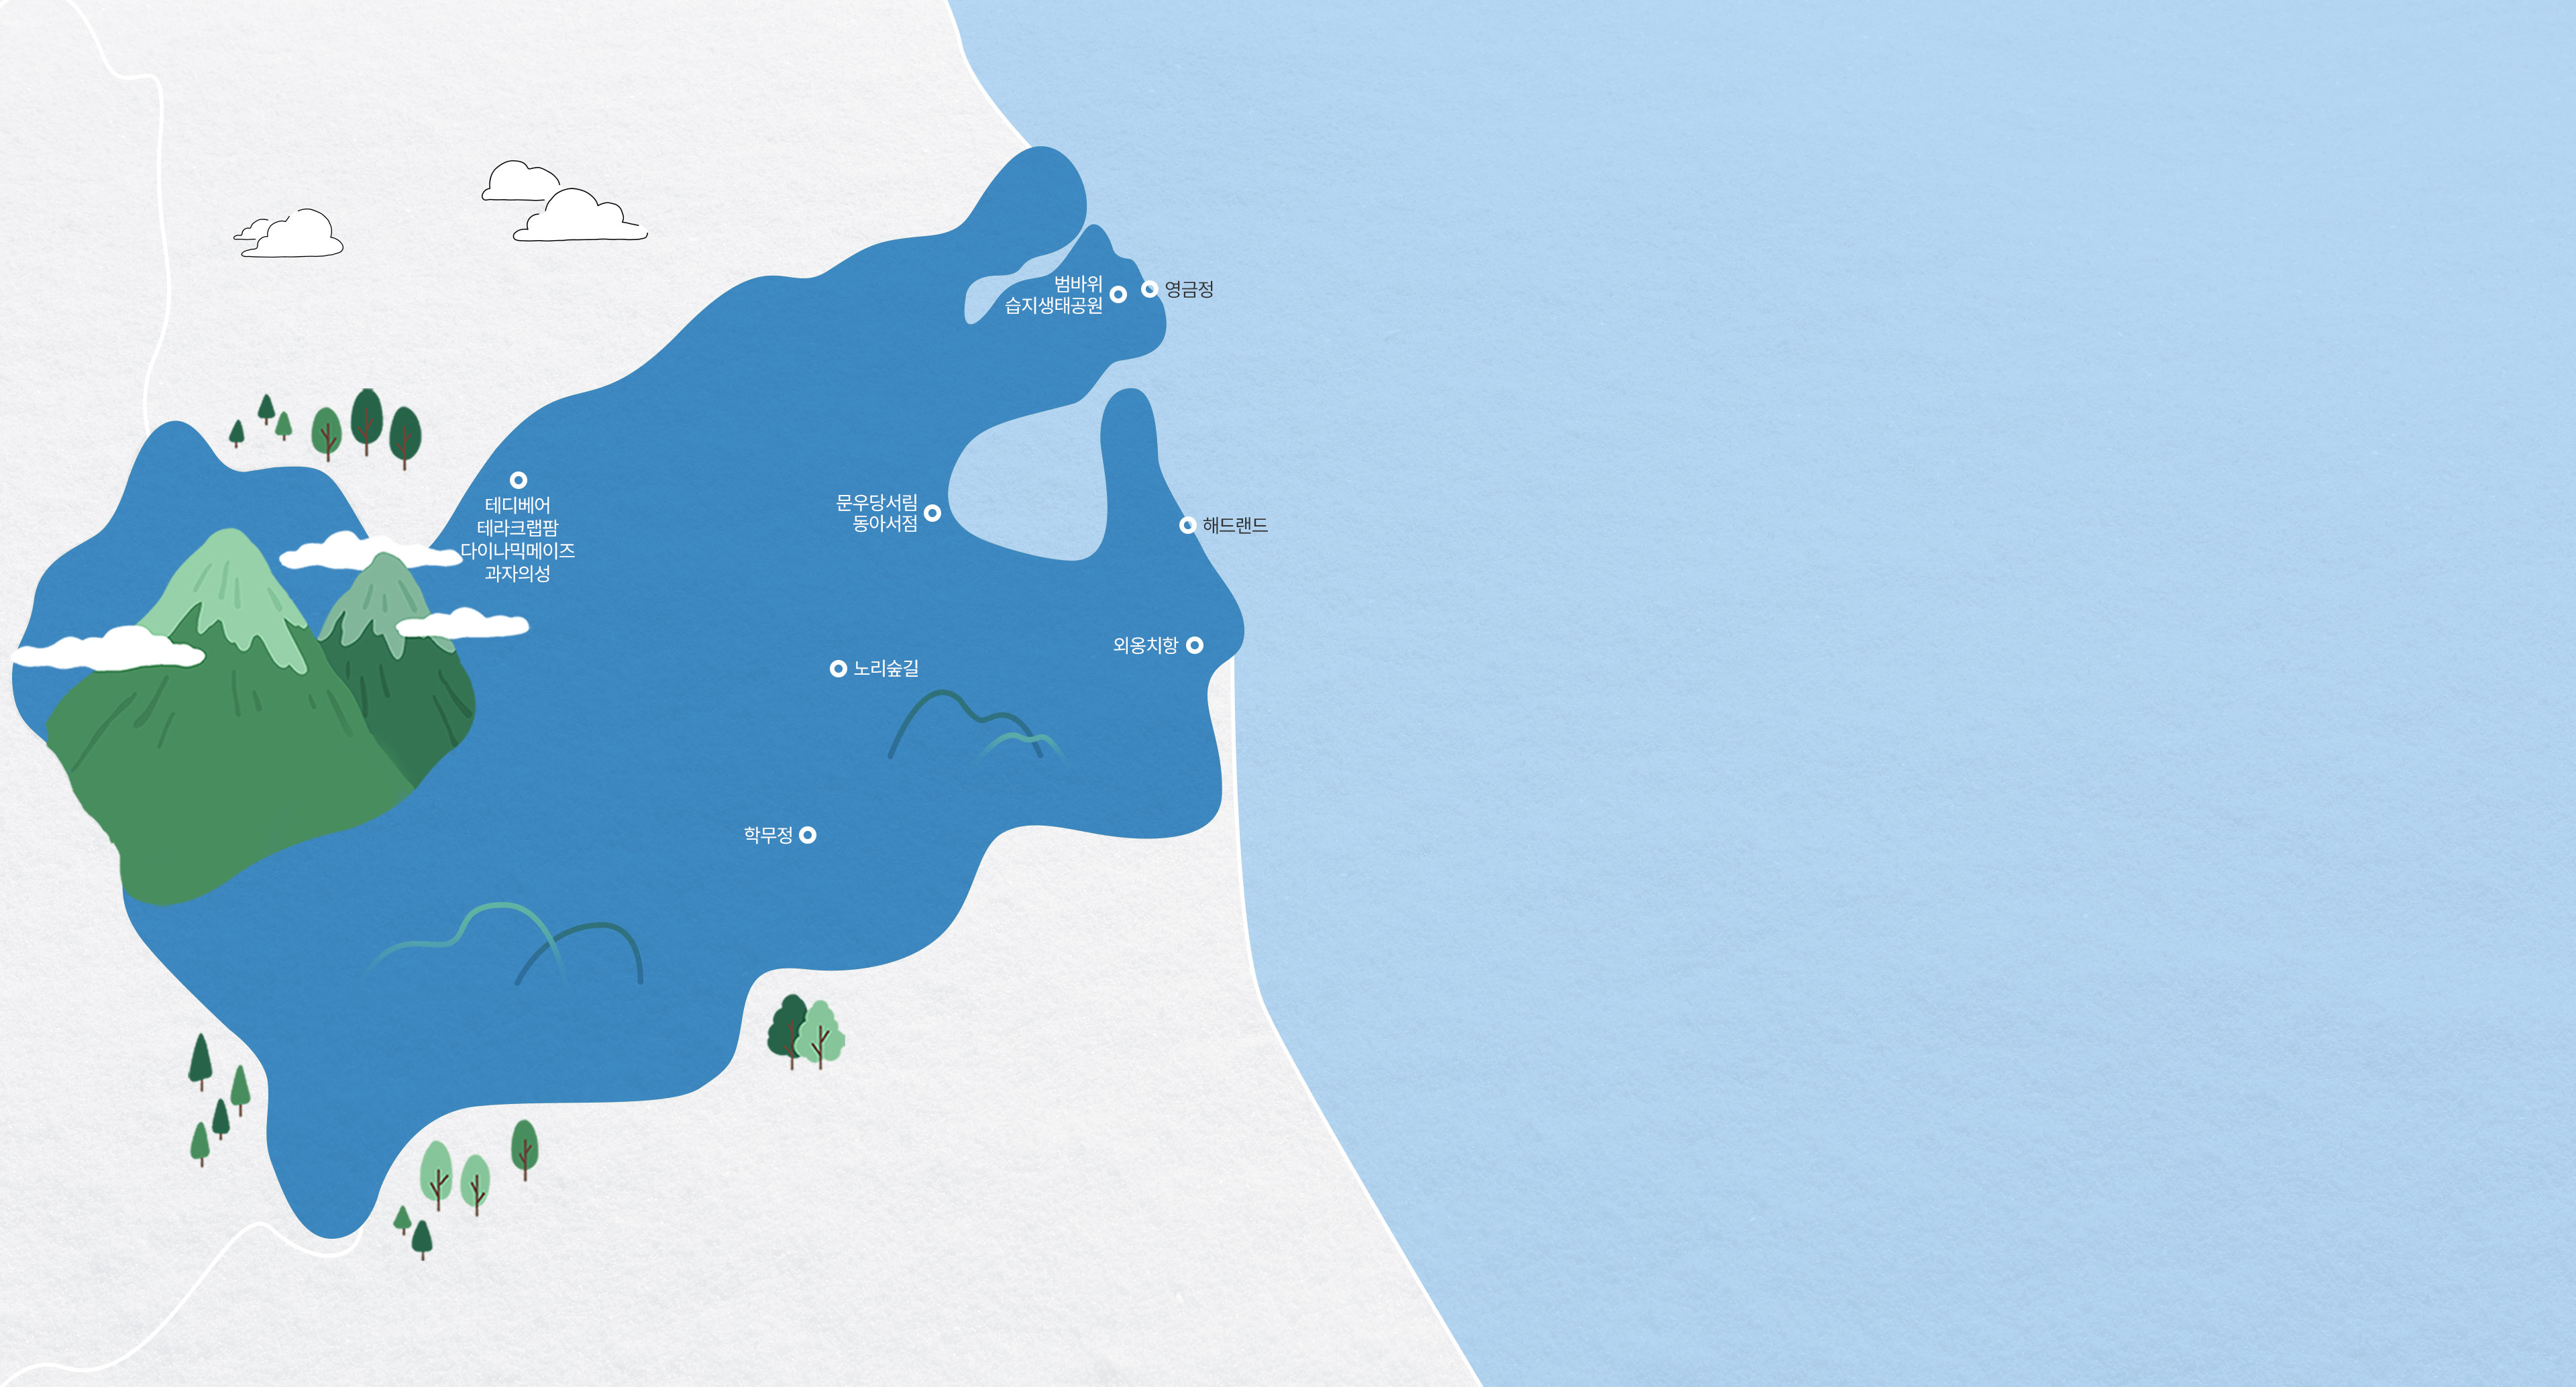 범바위
습지생태공원
영금정
테디베어
테라크랩팜
다이나믹메이즈
과자의성
문우당서림
동아서점
해드랜드
외옹치항
노리숲길
학무정